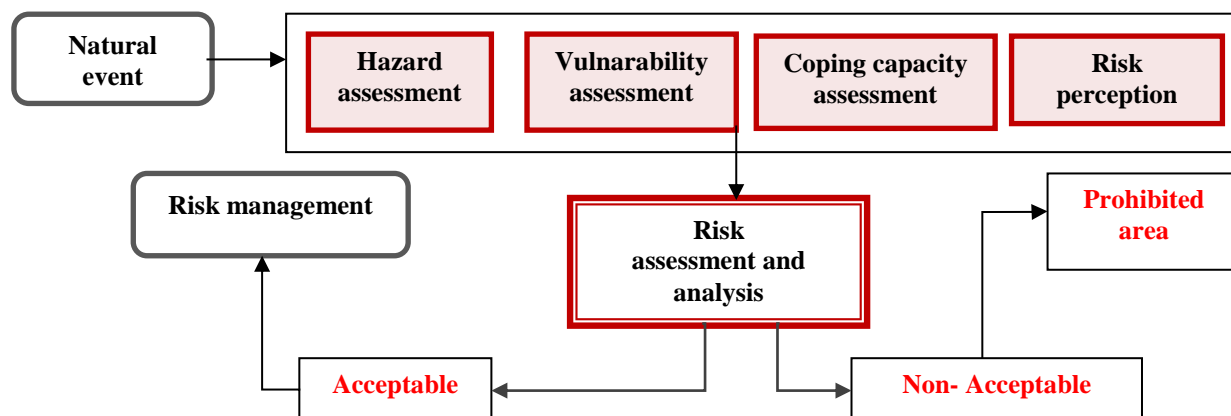 Natural
event
Hazard
assessment
Vulnarability
assessment
Coping capacity
assessment
Risk
perception
Risk management
Risk
assessment and
analysis
Prohibited
area
Acceptable
Non- Acceptable